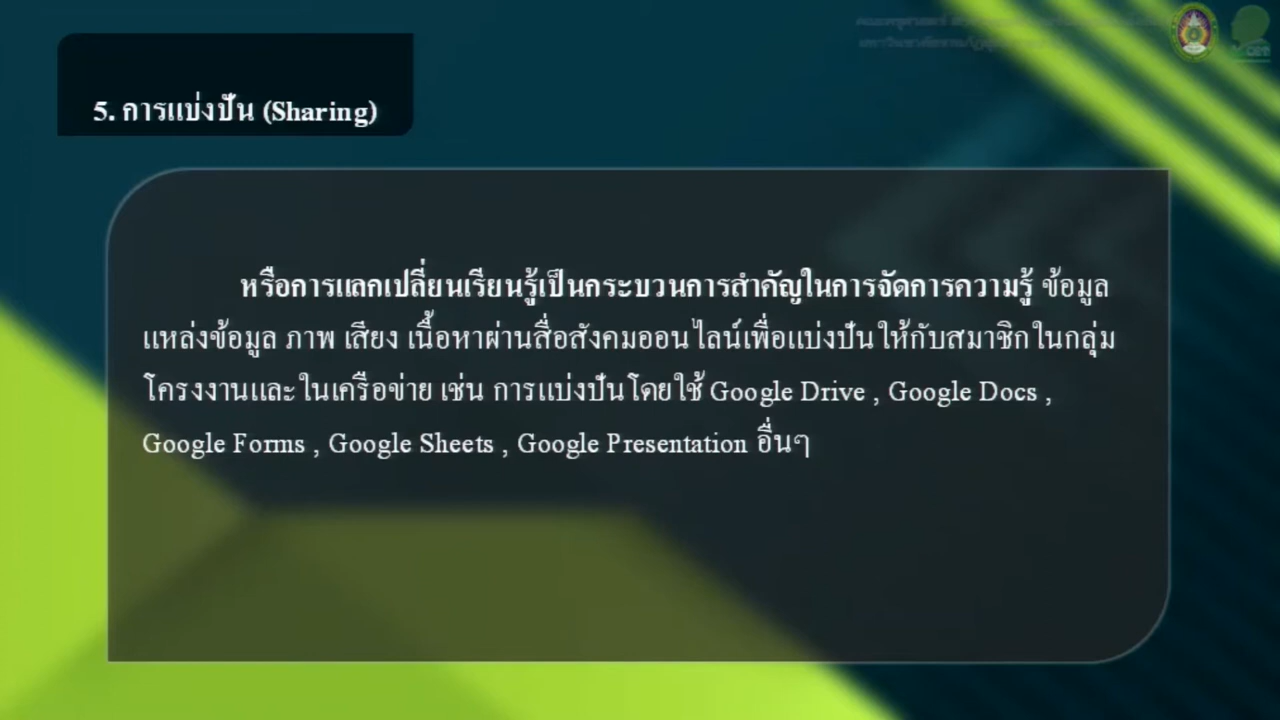 5. การแบ่งปัน (Sharing)
หรือการแลกเปลี่ยนเรียนรู้เป็นกระบวนการสำคัญในการจัดการความรู้ ข้อมูล
แหล่งข้อมูล ภาพ เสียง เนื้อหาผ่านสื่อสังคมออนไลน์เพื่อแบ่งปันให้กับสมาชิกในกลุ่ม
โครงงานและในเครือข่าย เช่น การแบ่งปันโดยใช้ Google Drive , Google Docs ,
Google Forms , Google Sheets , Google Presentation อื่นๆ